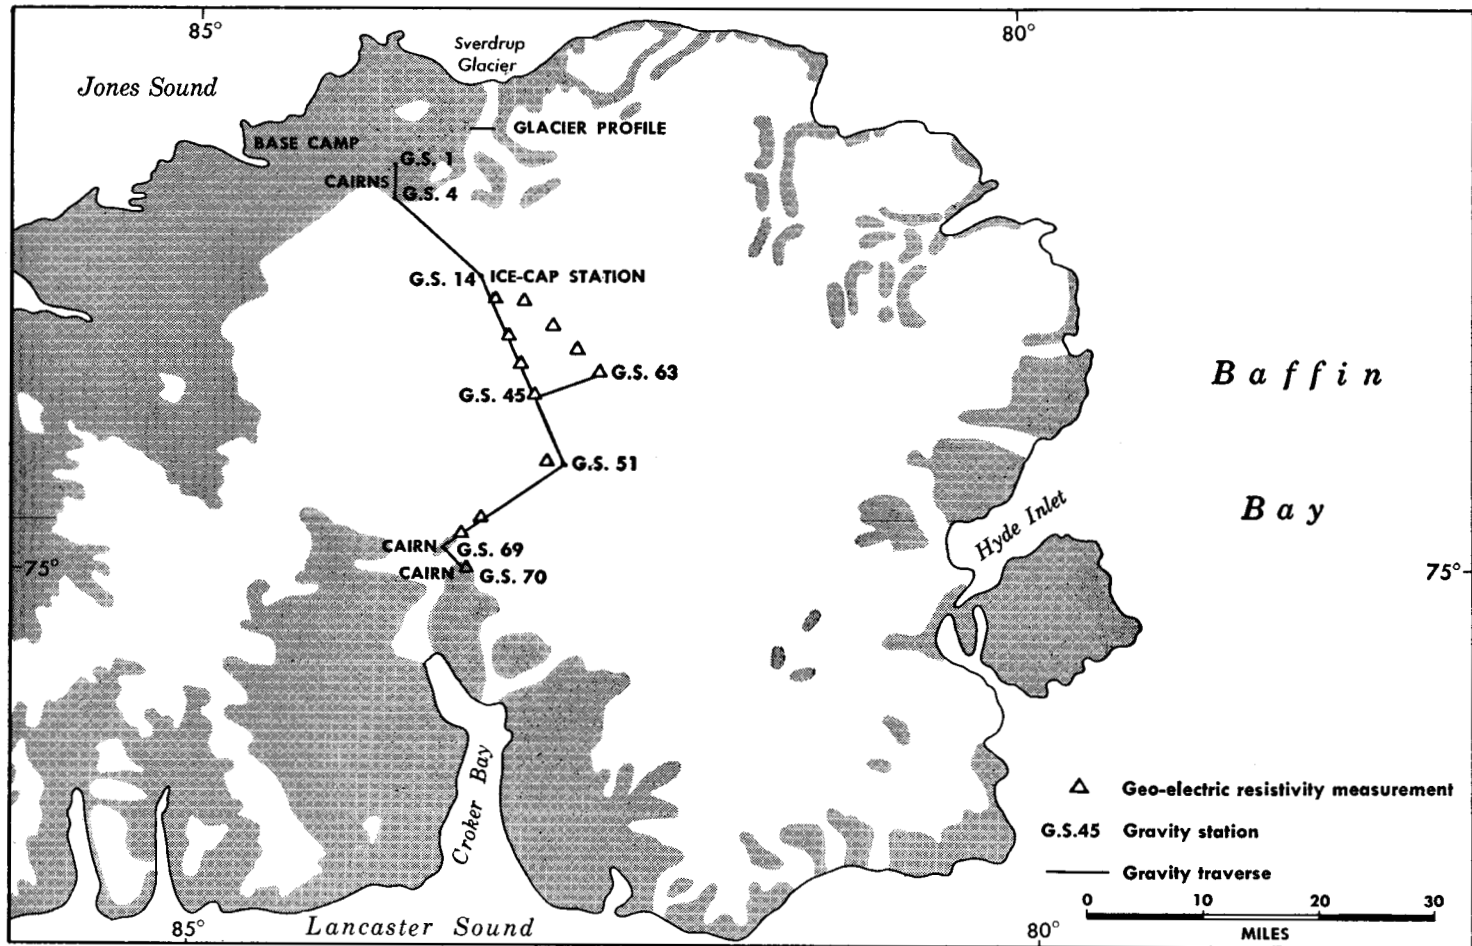 85°
80°
Sverdrup
Glacier
Jones Sound
GLACIER PROFILE
BASE CAMP
G.S. 1
CAIRNS
G.S. 4
G.S. 14
ICE-CAP STATION
G.S. 63
G.S. 45
Baffin
G.S. 51
Bay
Hyde Inlet
CAIRN
G.S. 69
CAIRN
G.S. 70
75°
75°
Croker Bay
Geo-electric resistivity measurement
G.S.45 Gravity station
Gravity traverse
0 10 20 30
MILES
85°
Lancaster Sound
80°